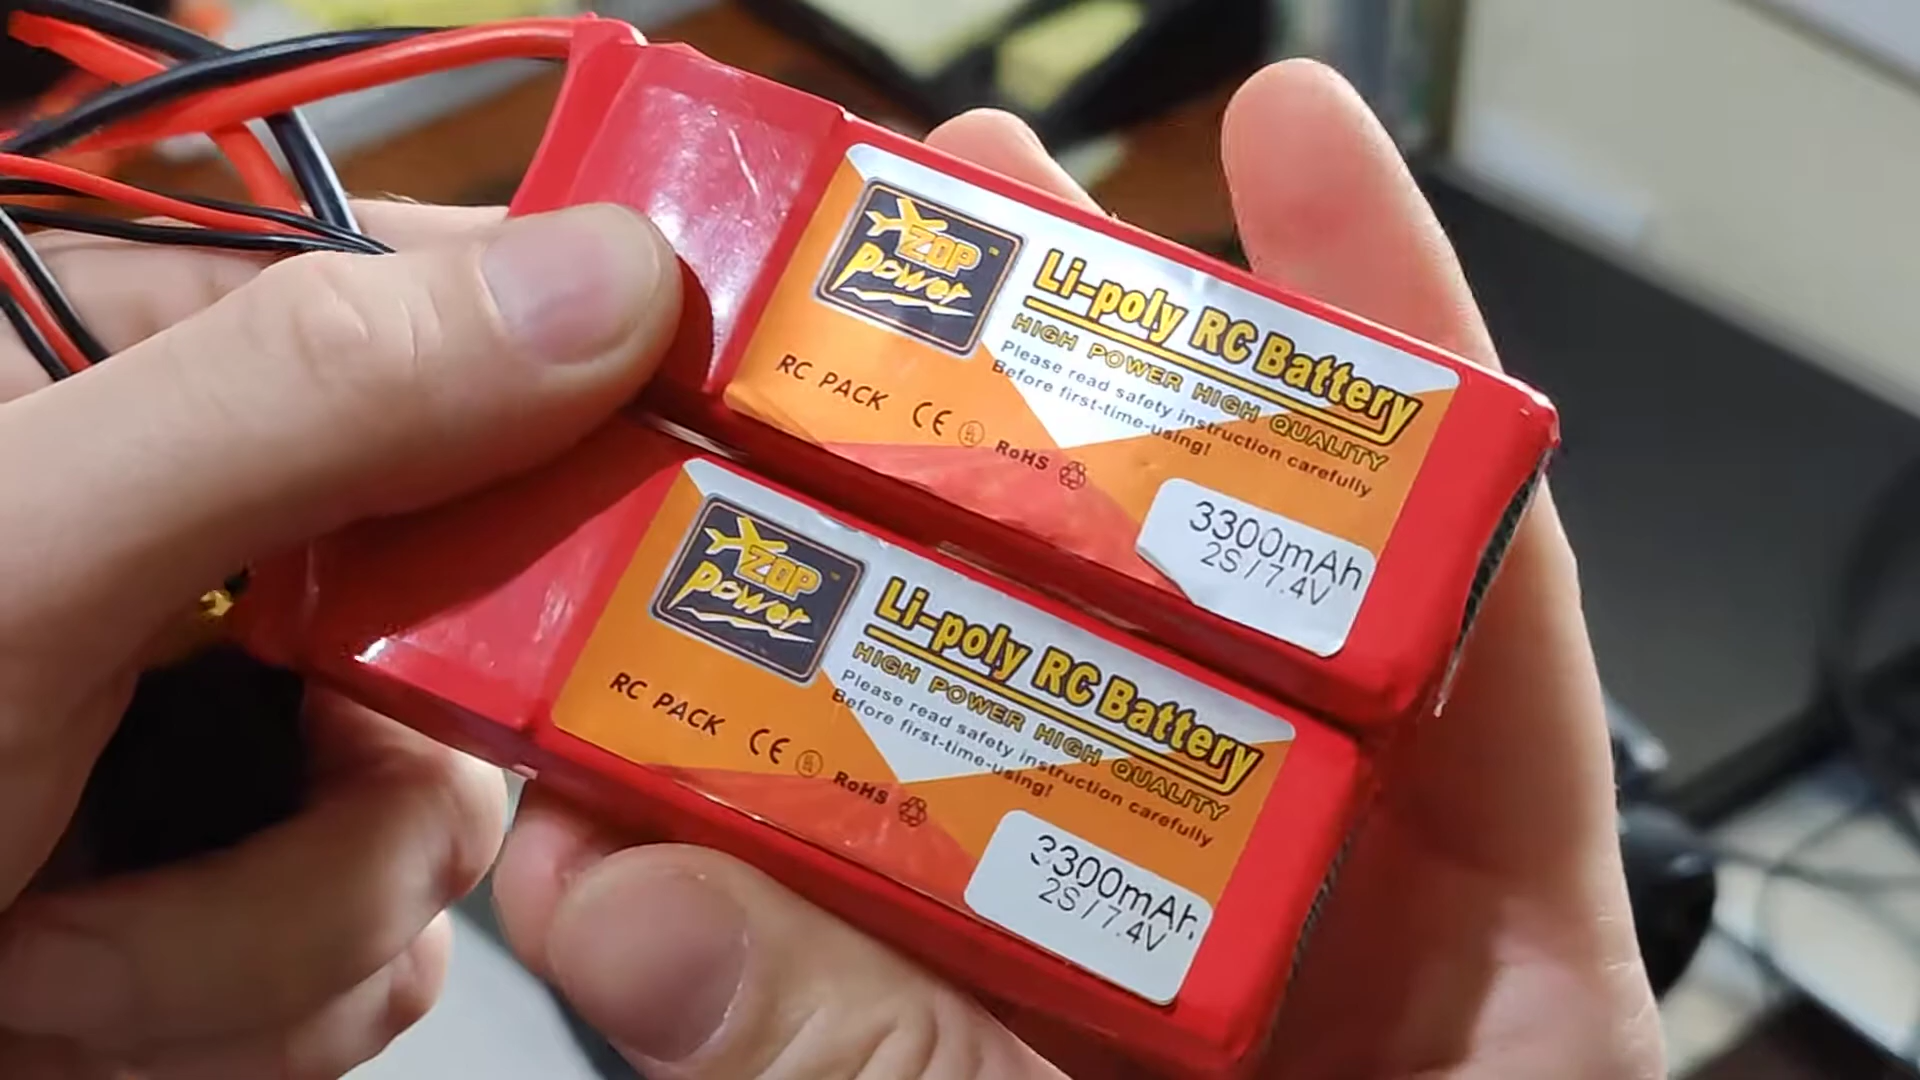 ZOP
power
™
Li-poly RC Battery
HIGH POWER HIGH QUALITY
Please read safety instruction carefully
Before first-time-using!
RC PACK CE RoHS
3300mAh
2S / 7.4V
ZOP
power
™
Li-poly RC Battery
HIGH POWER HIGH QUALITY
Please read safety instruction carefully
Before first-time-using!
RC PACK CE RoHS
3300mAh
2S / 7.4V